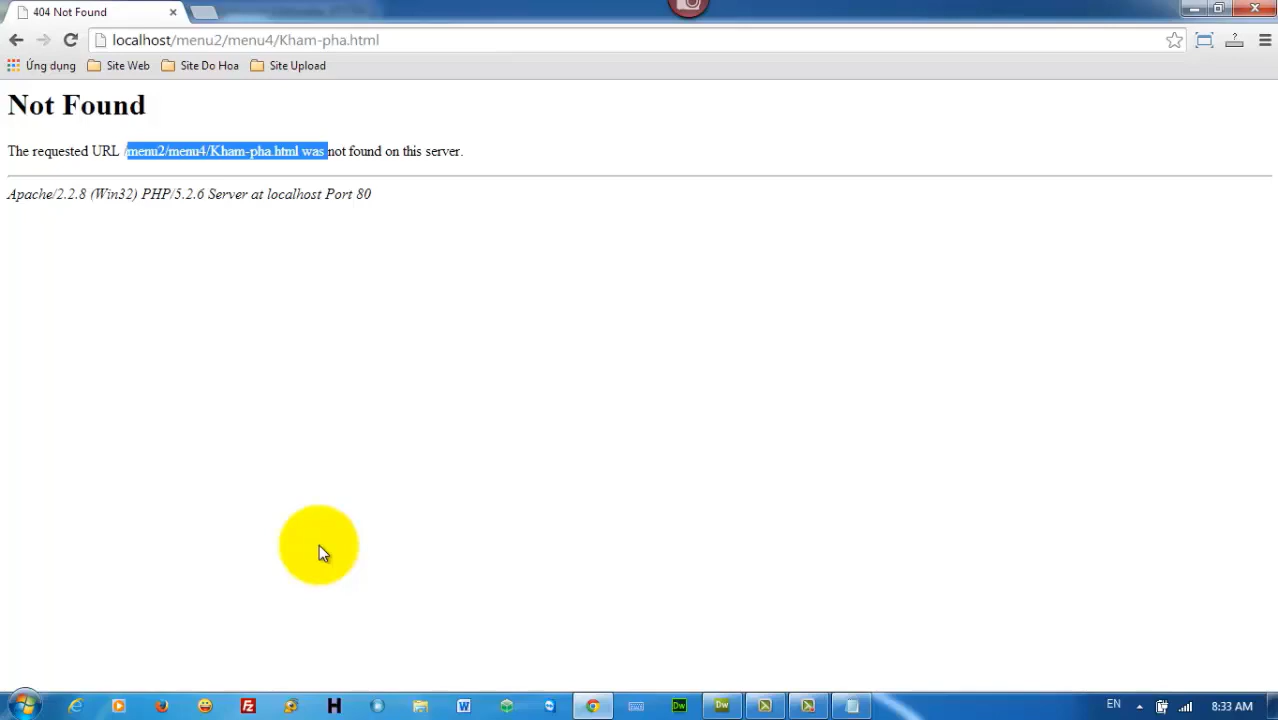 404 Not Found
localhost/menu2/menu4/Kham-pha.html
Ứng dụng Site Web Site Do Hoa Site Upload
Not Found
The requested URL /menu2/menu4/Kham-pha.html was not found on this server.
Apache/2.2.8 (Win32) PHP/5.2.6 Server at localhost Port 80
EN 8:33 AM